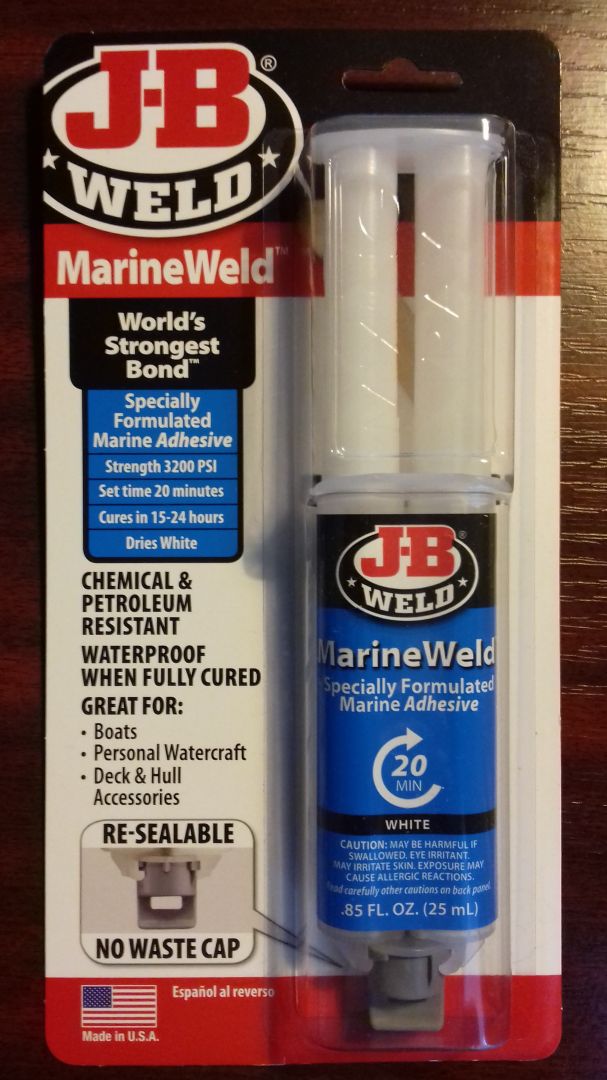 J-B®
WELD
MarineWeld™
World's
Strongest
Bond™
Specially
Formulated
Marine Adhesive
Strength 3200 PSI
Set time 20 minutes
Cures in 15-24 hours
Dries White
CHEMICAL &
PETROLEUM
RESISTANT
WATERPROOF
WHEN FULLY CURED
GREAT FOR:
• Boats
• Personal Watercraft
• Deck & Hull
Accessories
RE-SEALABLE
NO WASTE CAP
Español al reverso
Made in U.S.A.
J-B®
WELD
MarineWeld
Specially Formulated
Marine Adhesive
20
MIN
WHITE
CAUTION: MAY BE HARMFUL IF
SWALLOWED. EYE IRRITANT.
MAY IRRITATE SKIN. EXPOSURE MAY
CAUSE ALLERGIC REACTIONS.
Read carefully other cautions on back panel.
.85 FL. OZ. (25 mL)